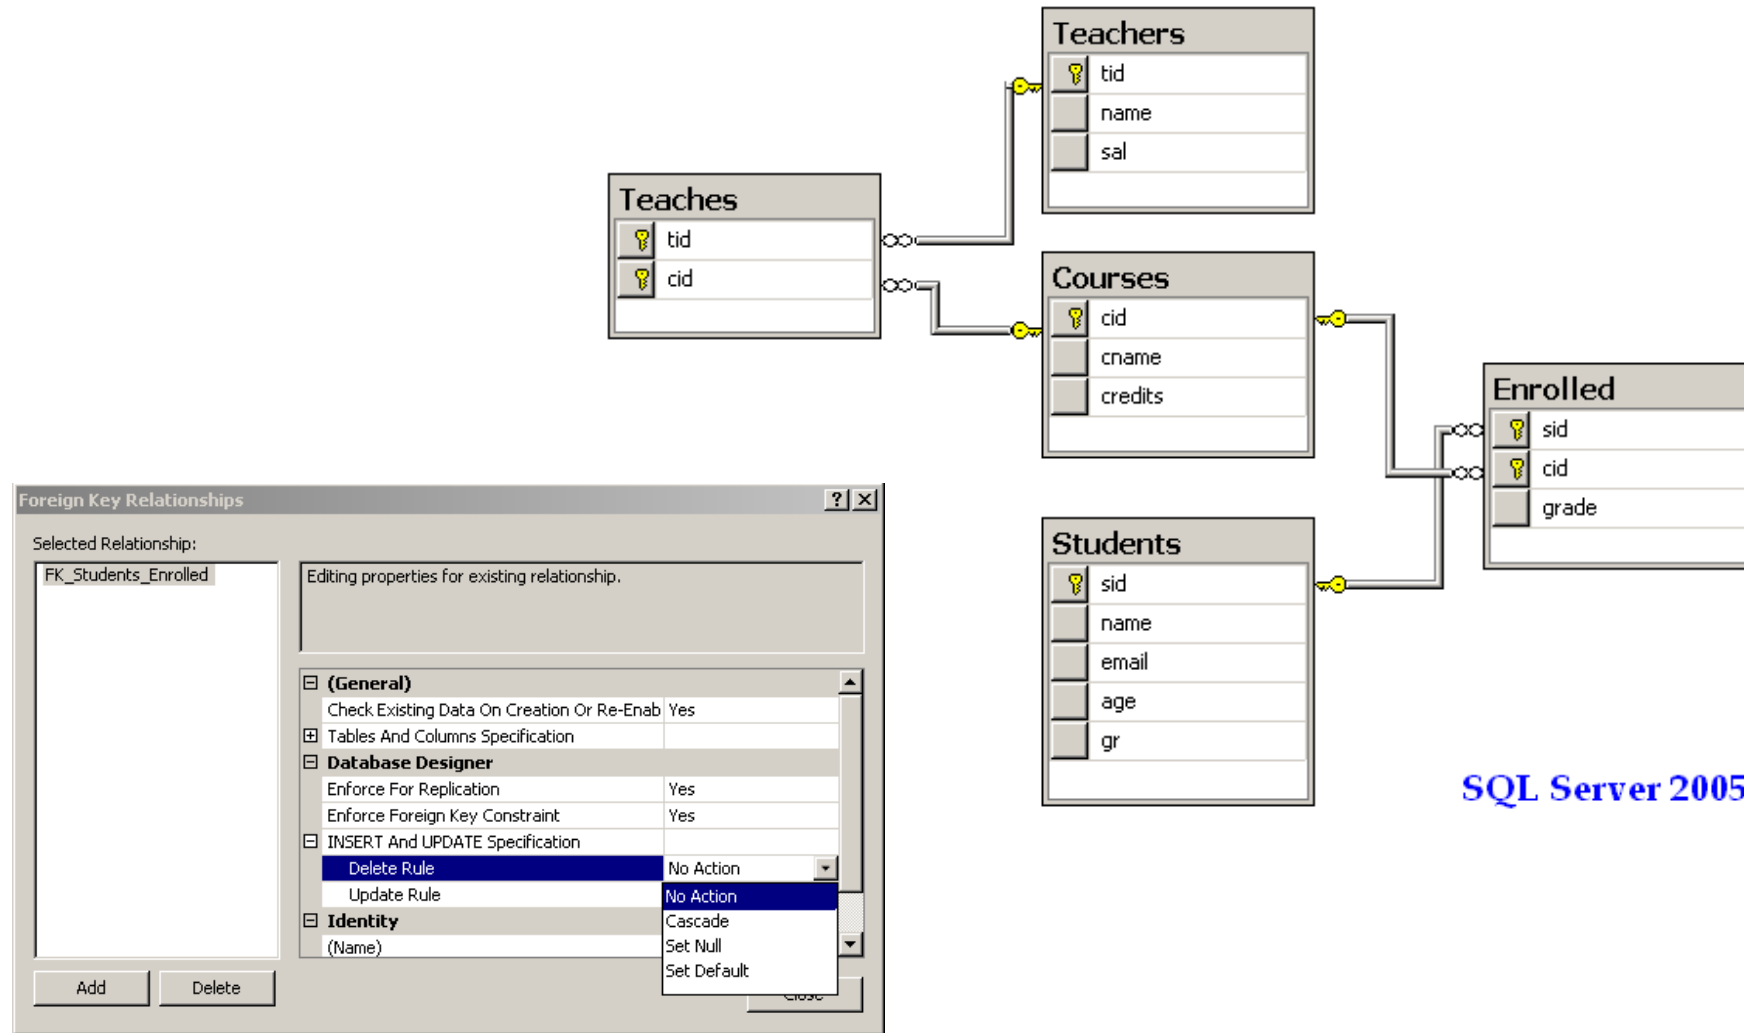 Teachers
tid
name
sal
Teaches
tid
cid
Courses
cid
cname
credits
Enrolled
sid
cid
grade
Students
sid
name
email
age
gr
SQL Server 2005
Foreign Key Relationships
Selected Relationship:
FK_Students_Enrolled
Editing properties for existing relationship.
(General)
Check Existing Data On Creation Or Re-Enab Yes
Tables And Columns Specification
Database Designer
Enforce For Replication Yes
Enforce Foreign Key Constraint Yes
INSERT And UPDATE Specification
Delete Rule No Action
Update Rule
No Action
Cascade
Set Null
Set Default
Identity
(Name)
Add Delete Close